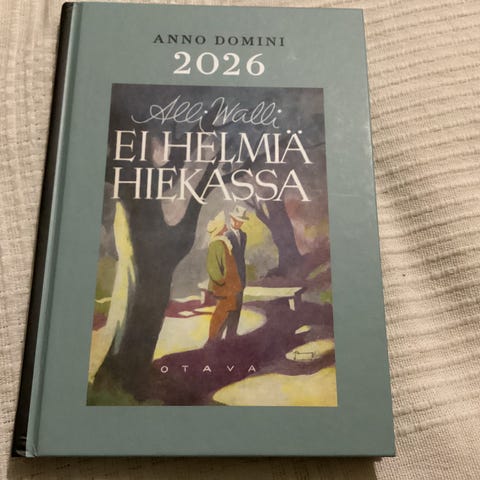 ANNO DOMINI
2026
Alli Walli
EI HELMIÄ
HIEKASSA
OTAVA